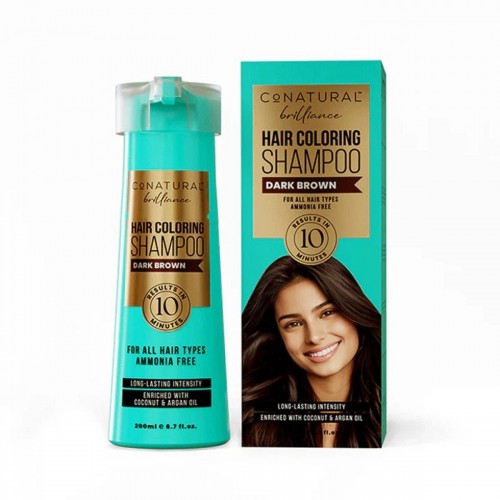 CoNATURAL™
brilliance
HAIR COLORING
SHAMPOO
DARK BROWN
RESULTS IN
10
MINUTES
FOR ALL HAIR TYPES
AMMONIA FREE
LONG-LASTING INTENSITY
ENRICHED WITH
COCONUT & ARGAN OIL
200ml e 6.7 fl.oz.
CoNATURAL™
brilliance
HAIR COLORING
SHAMPOO
DARK BROWN
FOR ALL HAIR TYPES
AMMONIA FREE
RESULTS IN
10
MINUTES
LONG-LASTING INTENSITY
ENRICHED WITH COCONUT & ARGAN OIL